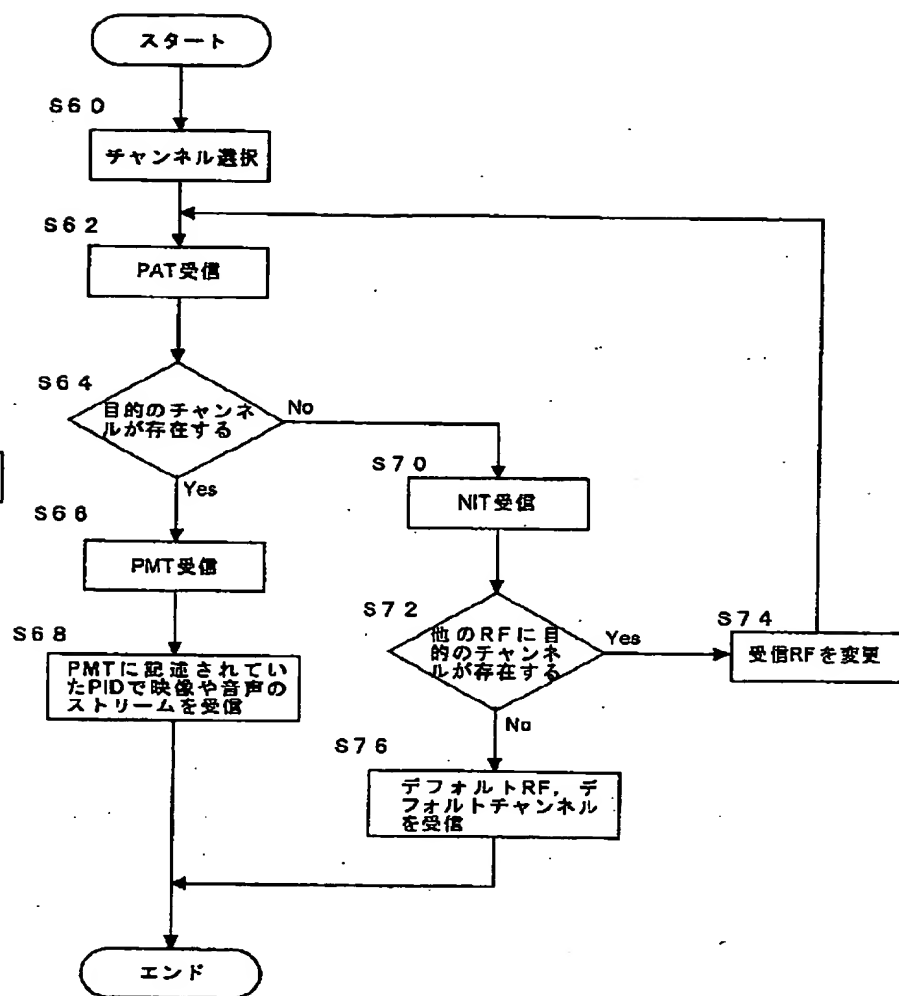 スタート
S60
チャンネル選択
S62
PAT受信
S64
目的のチャンネ
ルが存在する
No
Yes
S66
PMT受信
S68
PMTに記述されてい
たPIDで映像や音声の
ストリームを受信
S70
NIT受信
S72
他のRFに目
的のチャンネ
ルが存在する
Yes
No
S74
受信RFを変更
S76
デフォルトRF，デ
フォルトチャンネル
を受信
エンド